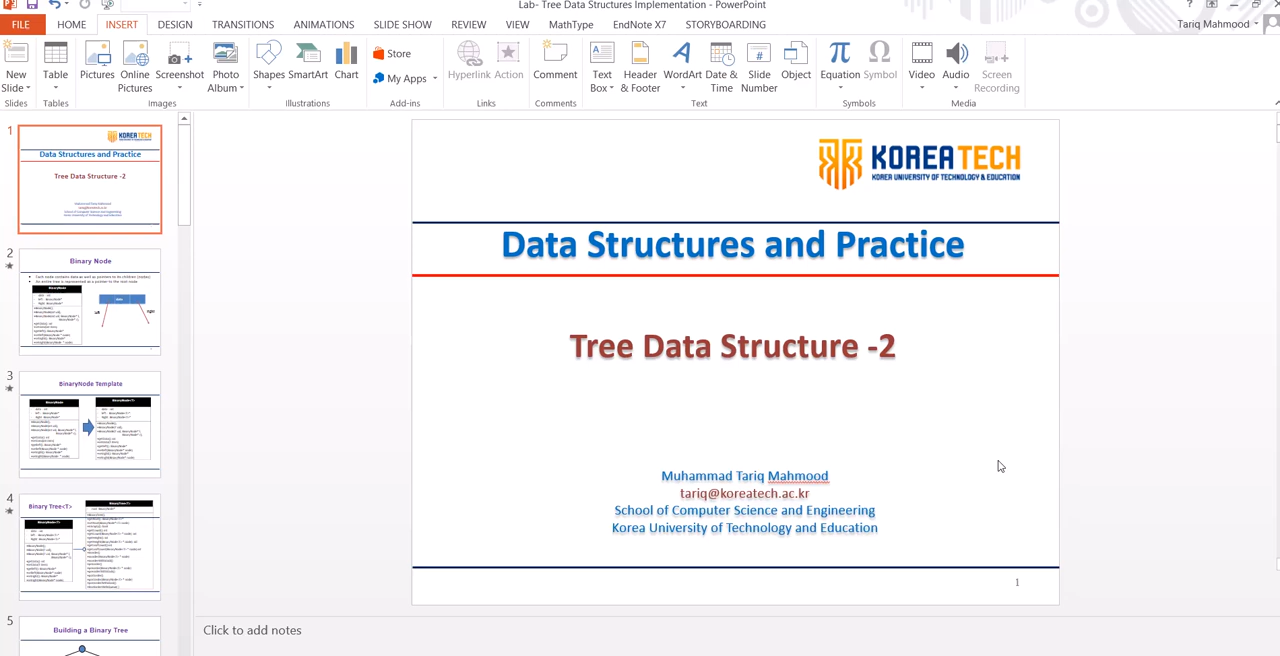 Lab- Tree Data Structures Implementation - PowerPoint
FILE HOME INSERT DESIGN TRANSITIONS ANIMATIONS SLIDE SHOW REVIEW VIEW MathType EndNote X7 STORYBOARDING
Tariq Mahmood
New Slide
Table
Pictures
Online Pictures
Screenshot
Photo Album
Shapes
SmartArt
Chart
Store
My Apps
Hyperlink
Action
Comment
Text Box
Header & Footer
WordArt
Date & Time
Slide Number
Object
Equation
Symbol
Video
Audio
Screen Recording
Slides Tables Images Illustrations Add-ins Links Comments Text Symbols Media
1
KOREATECH
Data Structures and Practice
Tree Data Structure -2
2
Binary Node
3
BinaryNode Template
4
Binary Tree<T>
5
Building a Binary Tree
KOREATECH
KOREA UNIVERSITY OF TECHNOLOGY & EDUCATION
Data Structures and Practice
Tree Data Structure -2
Muhammad Tariq Mahmood
tariq@koreatech.ac.kr
School of Computer Science and Engineering
Korea University of Technology and Education
1
Click to add notes